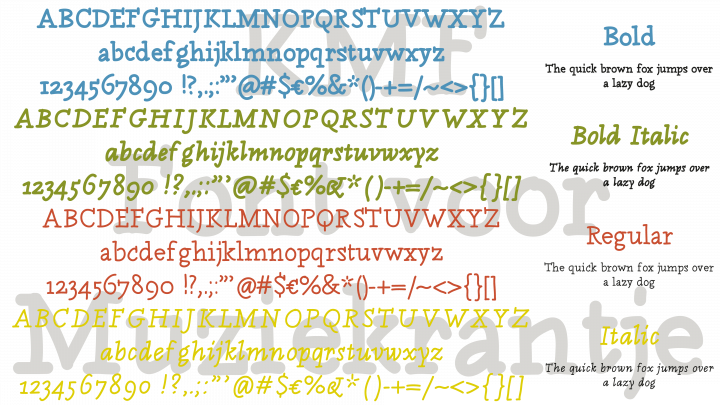 ABCDEFGHIJKLMNOPQRSTUVWXYZ
abcdefghijklmnopqrstuvwxyz
1234567890 !?,.;:"'@#$€%&*()-+=/~<>{}[]
Bold
The quick brown fox jumps over
a lazy dog
ABCDEFGHIJKLMNOPQRSTUVWXYZ
abcdefghijklmnopqrstuvwxyz
1234567890 !?,.;:"'@#$€%&*()-+=/~<>{}[]
Bold Italic
The quick brown fox jumps over
a lazy dog
ABCDEFGHIJKLMNOPQRSTUVWXYZ
abcdefghijklmnopqrstuvwxyz
1234567890 !?,.;:"'@#$€%&*()-+=/~<>{}[]
Regular
The quick brown fox jumps over
a lazy dog
ABCDEFGHIJKLMNOPQRSTUVWXYZ
abcdefghijklmnopqrstuvwxyz
1234567890 !?,.;:"'@#$€%&*()-+=/~<>{}[]
Italic
The quick brown fox jumps over
a lazy dog
KMF
Font voor
Muziekrantje